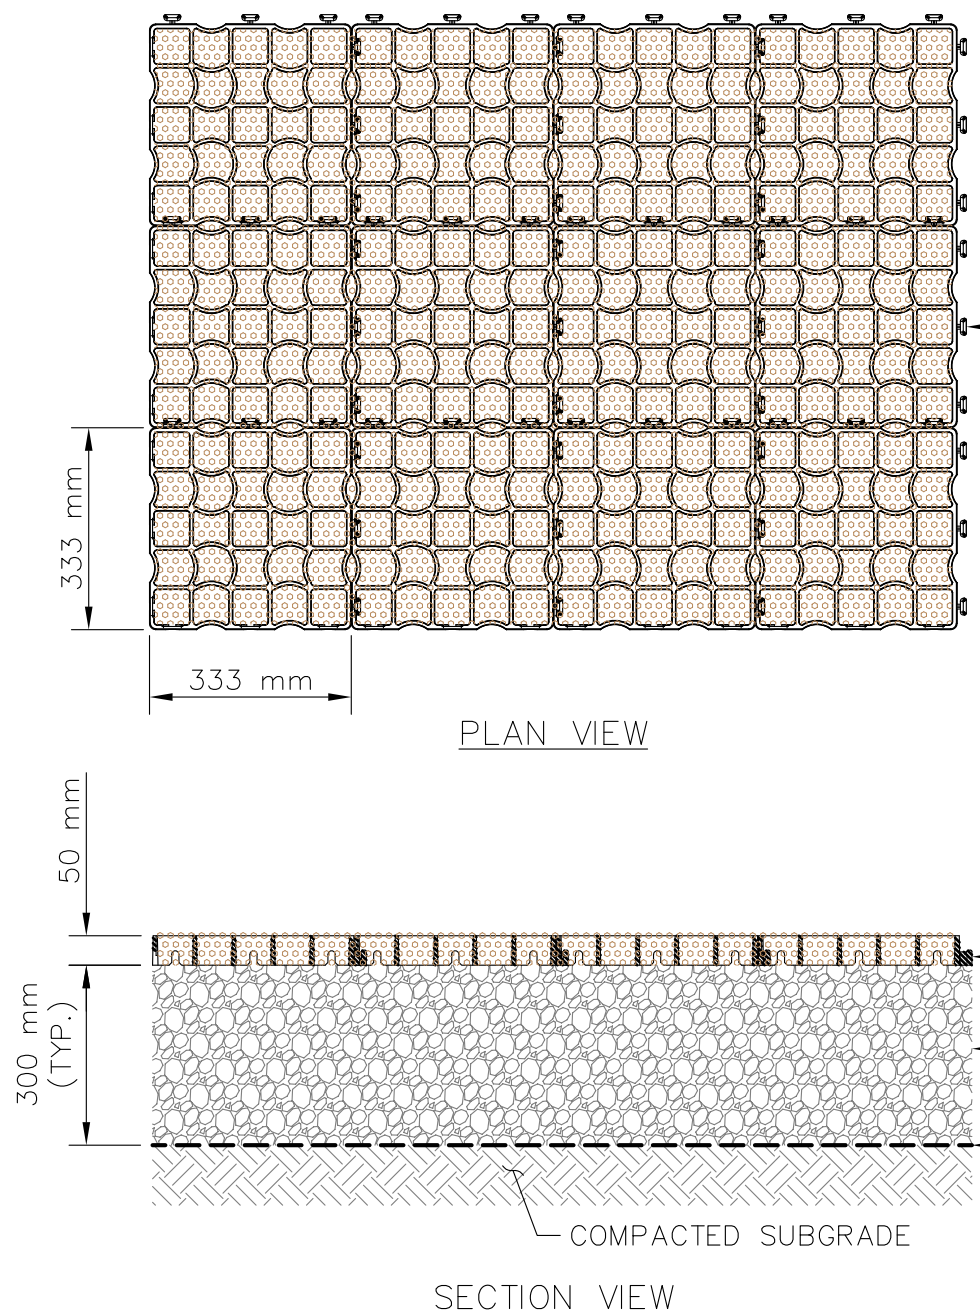 333 mm
333 mm
PLAN VIEW
50 mm
300 mm
(TYP.)
COMPACTED SUBGRADE
SECTION VIEW